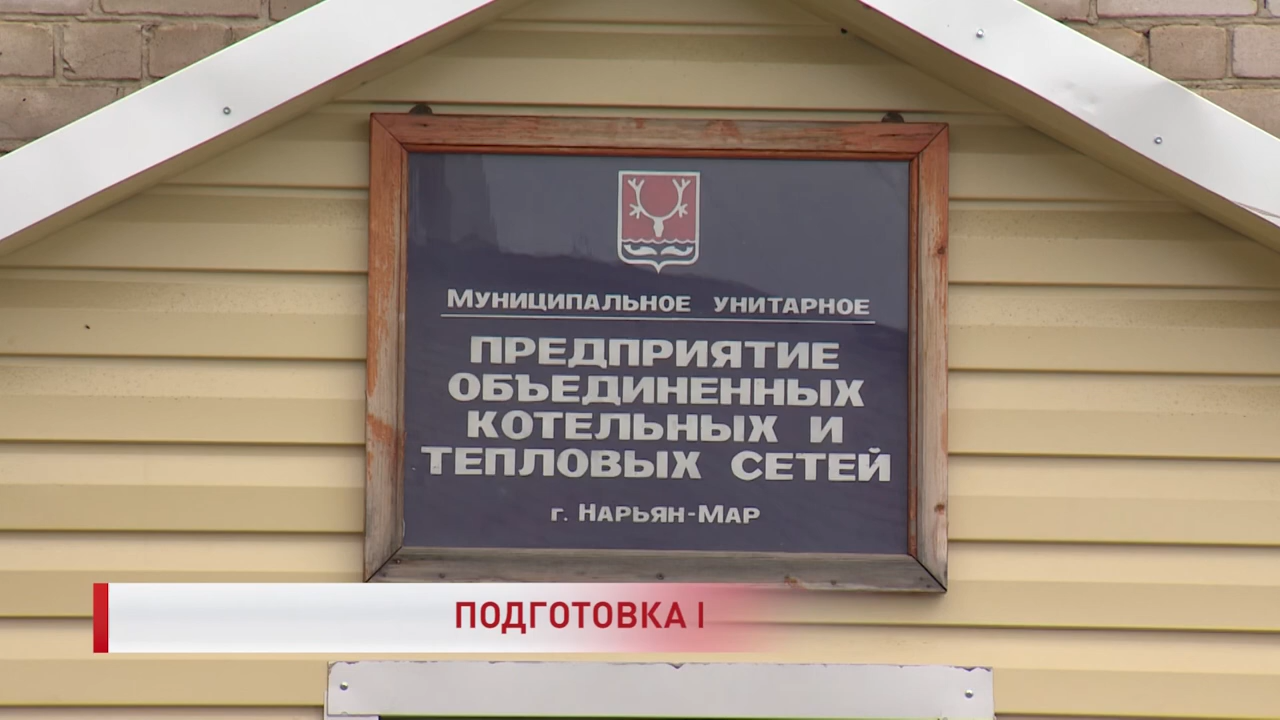 Муниципальное унитарное
ПРЕДПРИЯТИЕ
ОБЪЕДИНЕННЫХ
КОТЕЛЬНЫХ И
ТЕПЛОВЫХ СЕТЕЙ
г. Нарьян-Мар
ПОДГОТОВКА